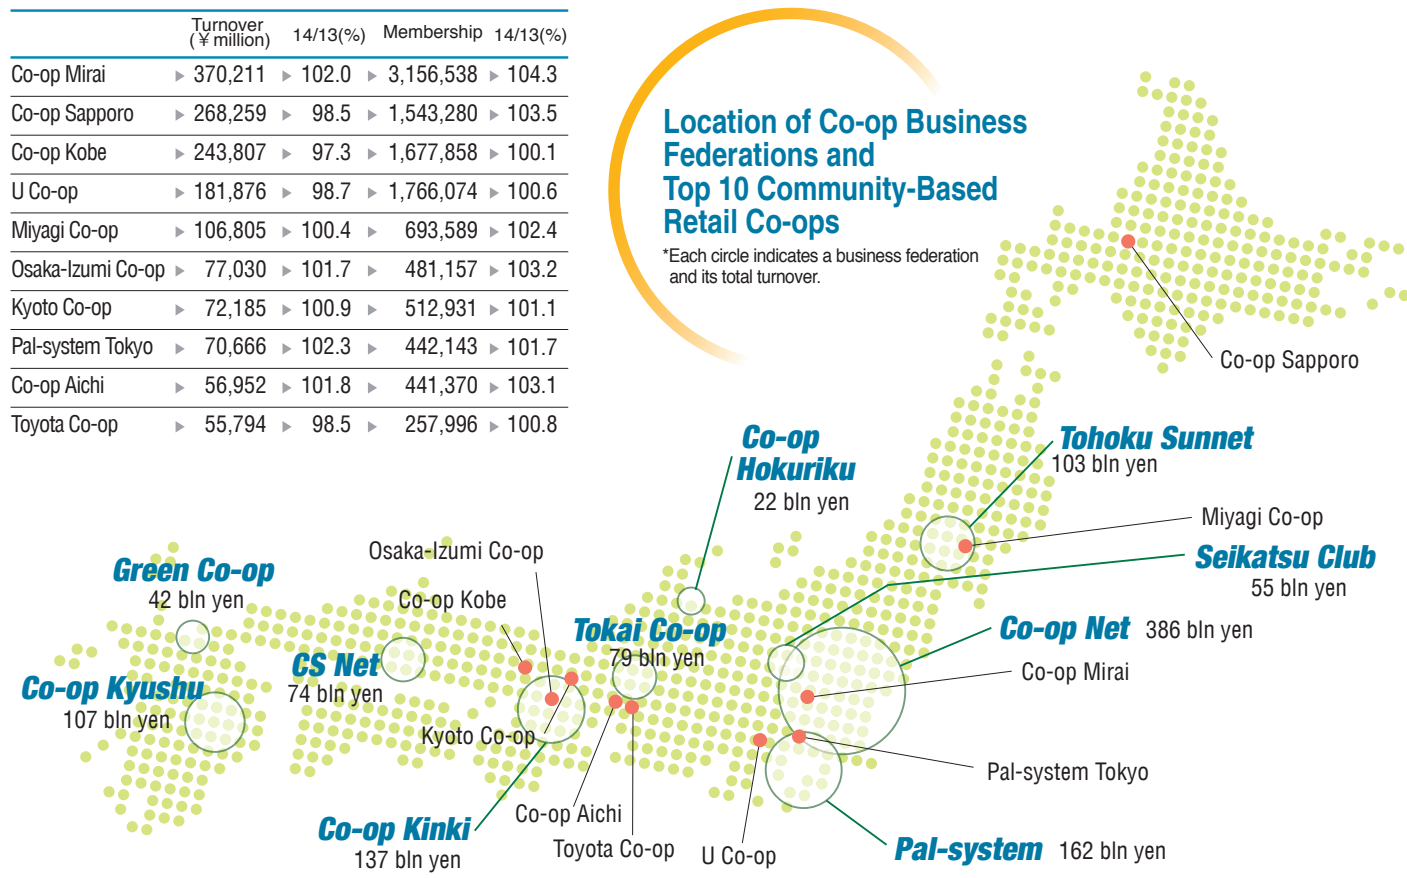 Turnover
(¥ million) 14/13(%) Membership 14/13(%)
Co-op Mirai 370,211 102.0 3,156,538 104.3
Co-op Sapporo 268,259 98.5 1,543,280 103.5
Co-op Kobe 243,807 97.3 1,677,858 100.1
U Co-op 181,876 98.7 1,766,074 100.6
Miyagi Co-op 106,805 100.4 693,589 102.4
Osaka-Izumi Co-op 77,030 101.7 481,157 103.2
Kyoto Co-op 72,185 100.9 512,931 101.1
Pal-system Tokyo 70,666 102.3 442,143 101.7
Co-op Aichi 56,952 101.8 441,370 103.1
Toyota Co-op 55,794 98.5 257,996 100.8
Location of Co-op Business
Federations and
Top 10 Community-Based
Retail Co-ops
*Each circle indicates a business federation
and its total turnover.
Co-op Sapporo
Co-op
Hokuriku
22 bln yen
Tohoku Sunnet
103 bln yen
Miyagi Co-op
Seikatsu Club
55 bln yen
Osaka-Izumi Co-op
Green Co-op
42 bln yen
Co-op Kobe
Tokai Co-op
79 bln yen
Co-op Net 386 bln yen
Co-op Mirai
CS Net
74 bln yen
Co-op Kyushu
107 bln yen
Kyoto Co-op
Pal-system Tokyo
Co-op Aichi
Co-op Kinki
137 bln yen
Toyota Co-op
U Co-op
Pal-system 162 bln yen